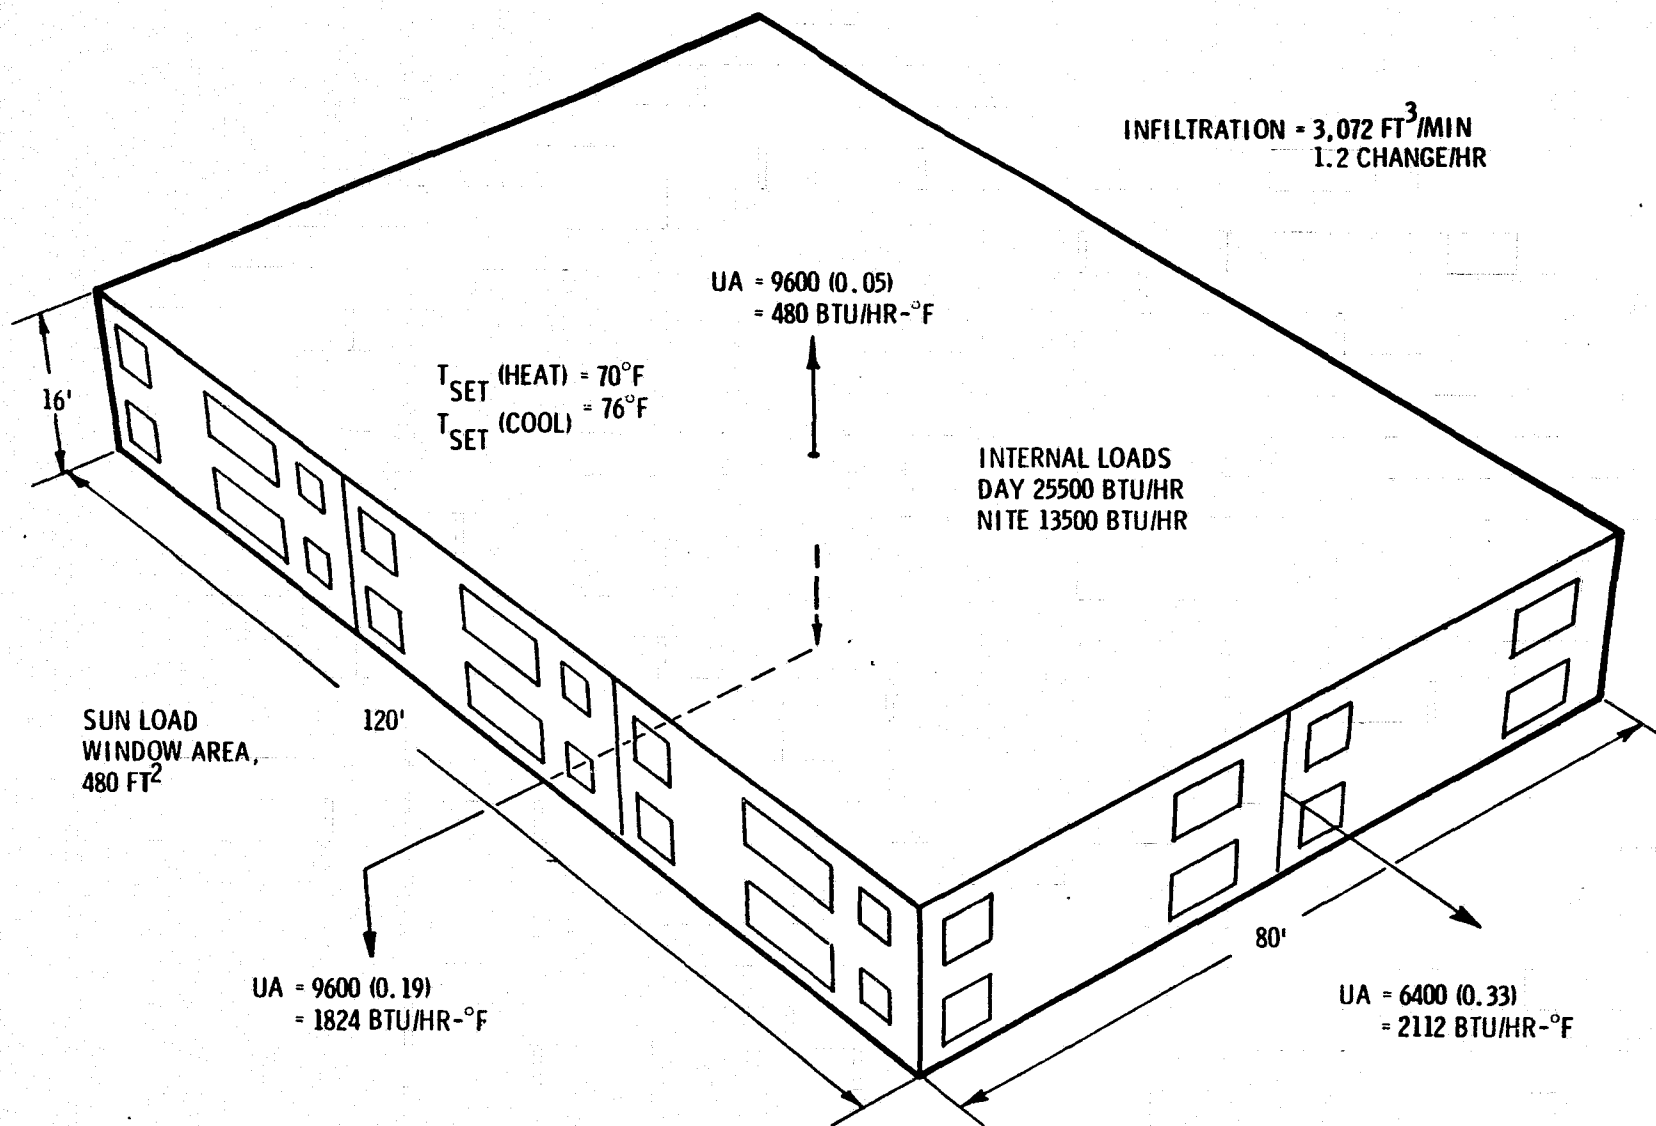 INFILTRATION = 3,072 FT³/MIN
1.2 CHANGE/HR
UA = 9600 (0.05)
= 480 BTU/HR-°F
T_SET (HEAT) = 70°F
T_SET (COOL) = 76°F
16'
INTERNAL LOADS
DAY 25500 BTU/HR
NITE 13500 BTU/HR
SUN LOAD
WINDOW AREA,
480 FT²
120'
80'
UA = 9600 (0.19)
= 1824 BTU/HR-°F
UA = 6400 (0.33)
= 2112 BTU/HR-°F